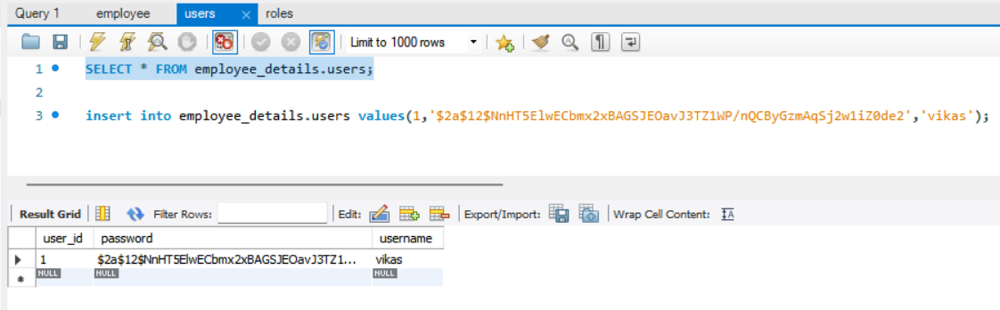 Query 1 employee users roles
Limit to 1000 rows
1 SELECT * FROM employee_details.users;
2
3 insert into employee_details.users values(1,'$2a$12$NnHT5ElwECbmx2xBAGSJEOavJ3TZ1WP/nQCByGzmAqSj2w1iZ0de2','vikas');
Result Grid Filter Rows: Edit: Export/Import: Wrap Cell Content:
user_id password username
1 $2a$12$NnHT5ElwECbmx2xBAGSJEOavJ3TZ1... vikas
NULL NULL NULL